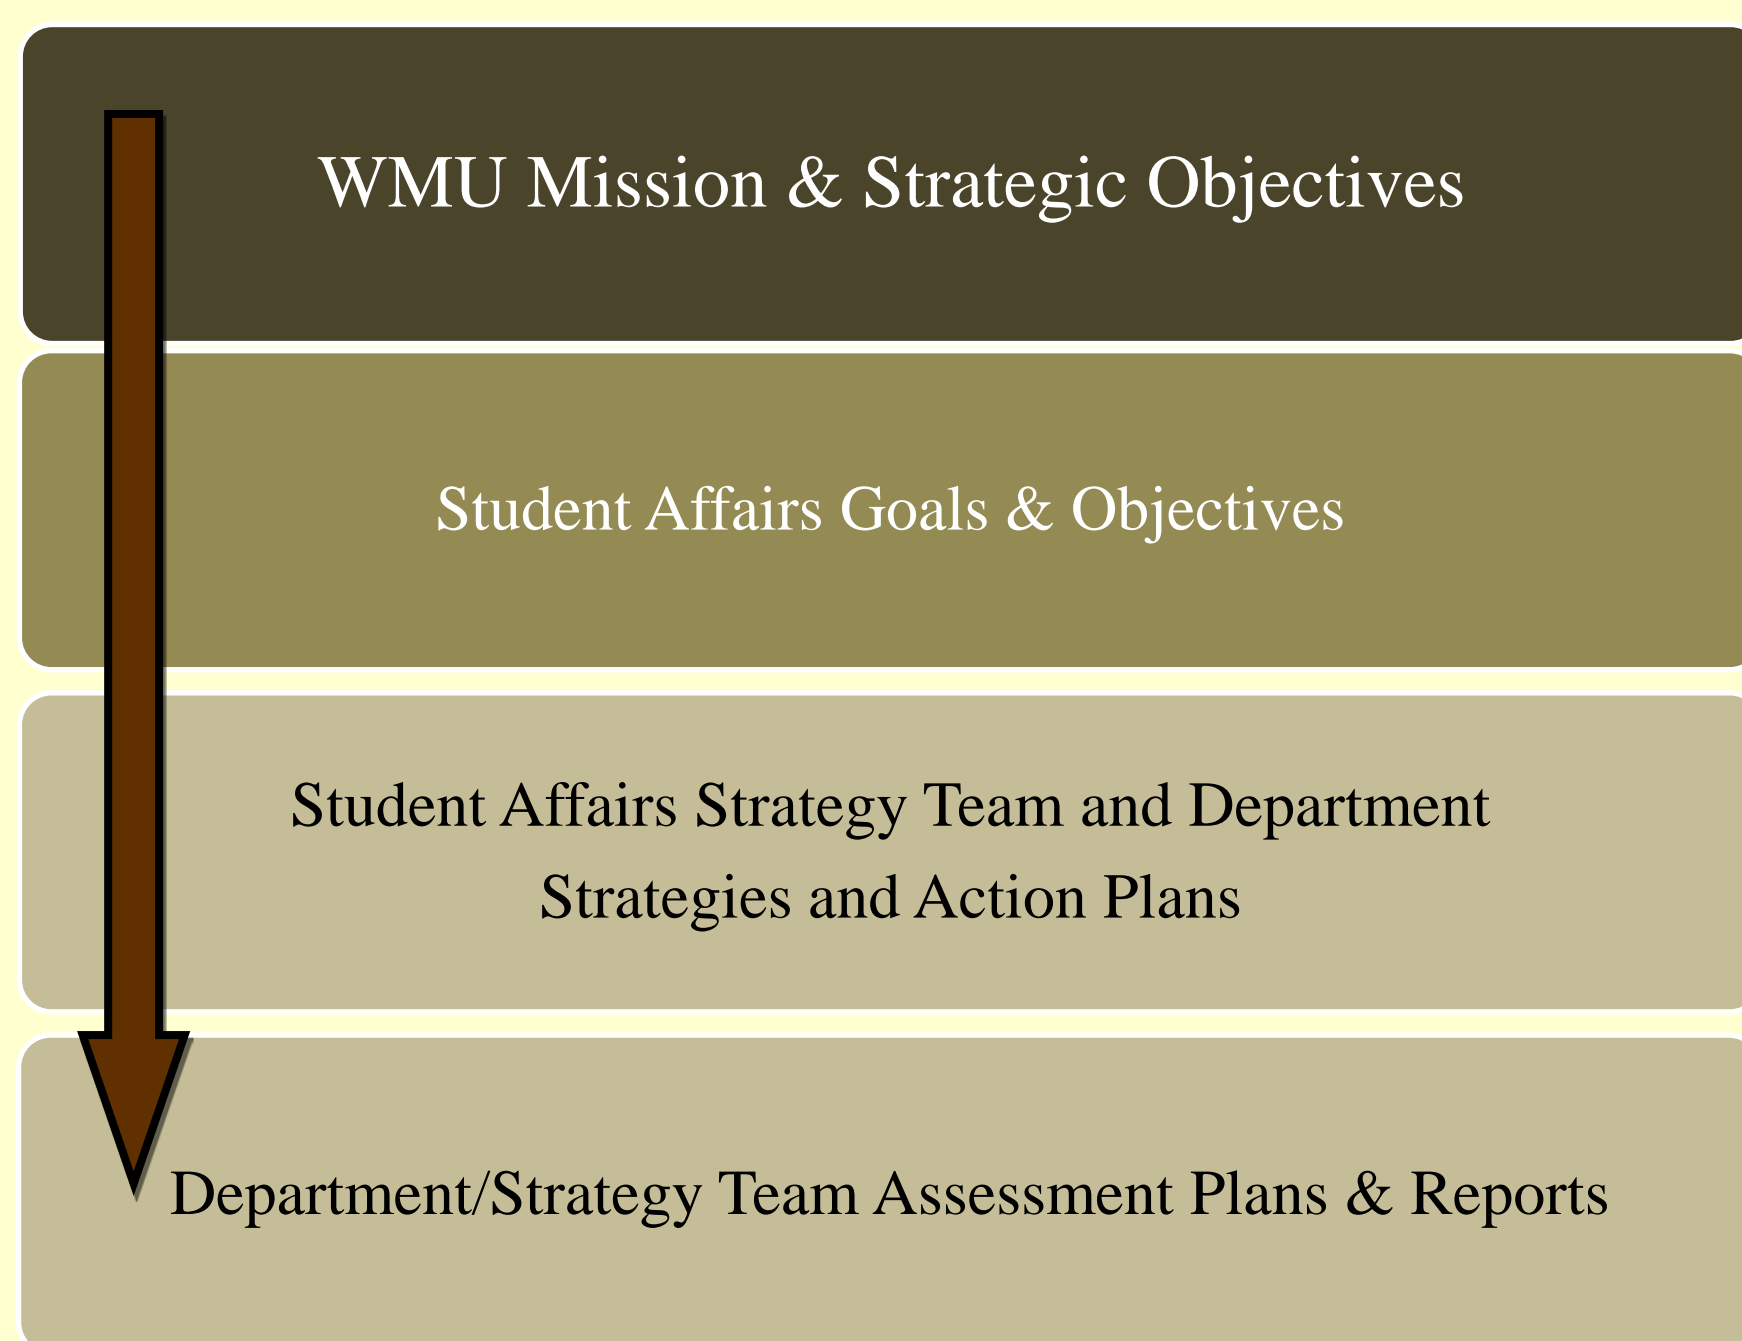 WMU Mission & Strategic Objectives
Student Affairs Goals & Objectives
Student Affairs Strategy Team and Department
Strategies and Action Plans
Department/Strategy Team Assessment Plans & Reports